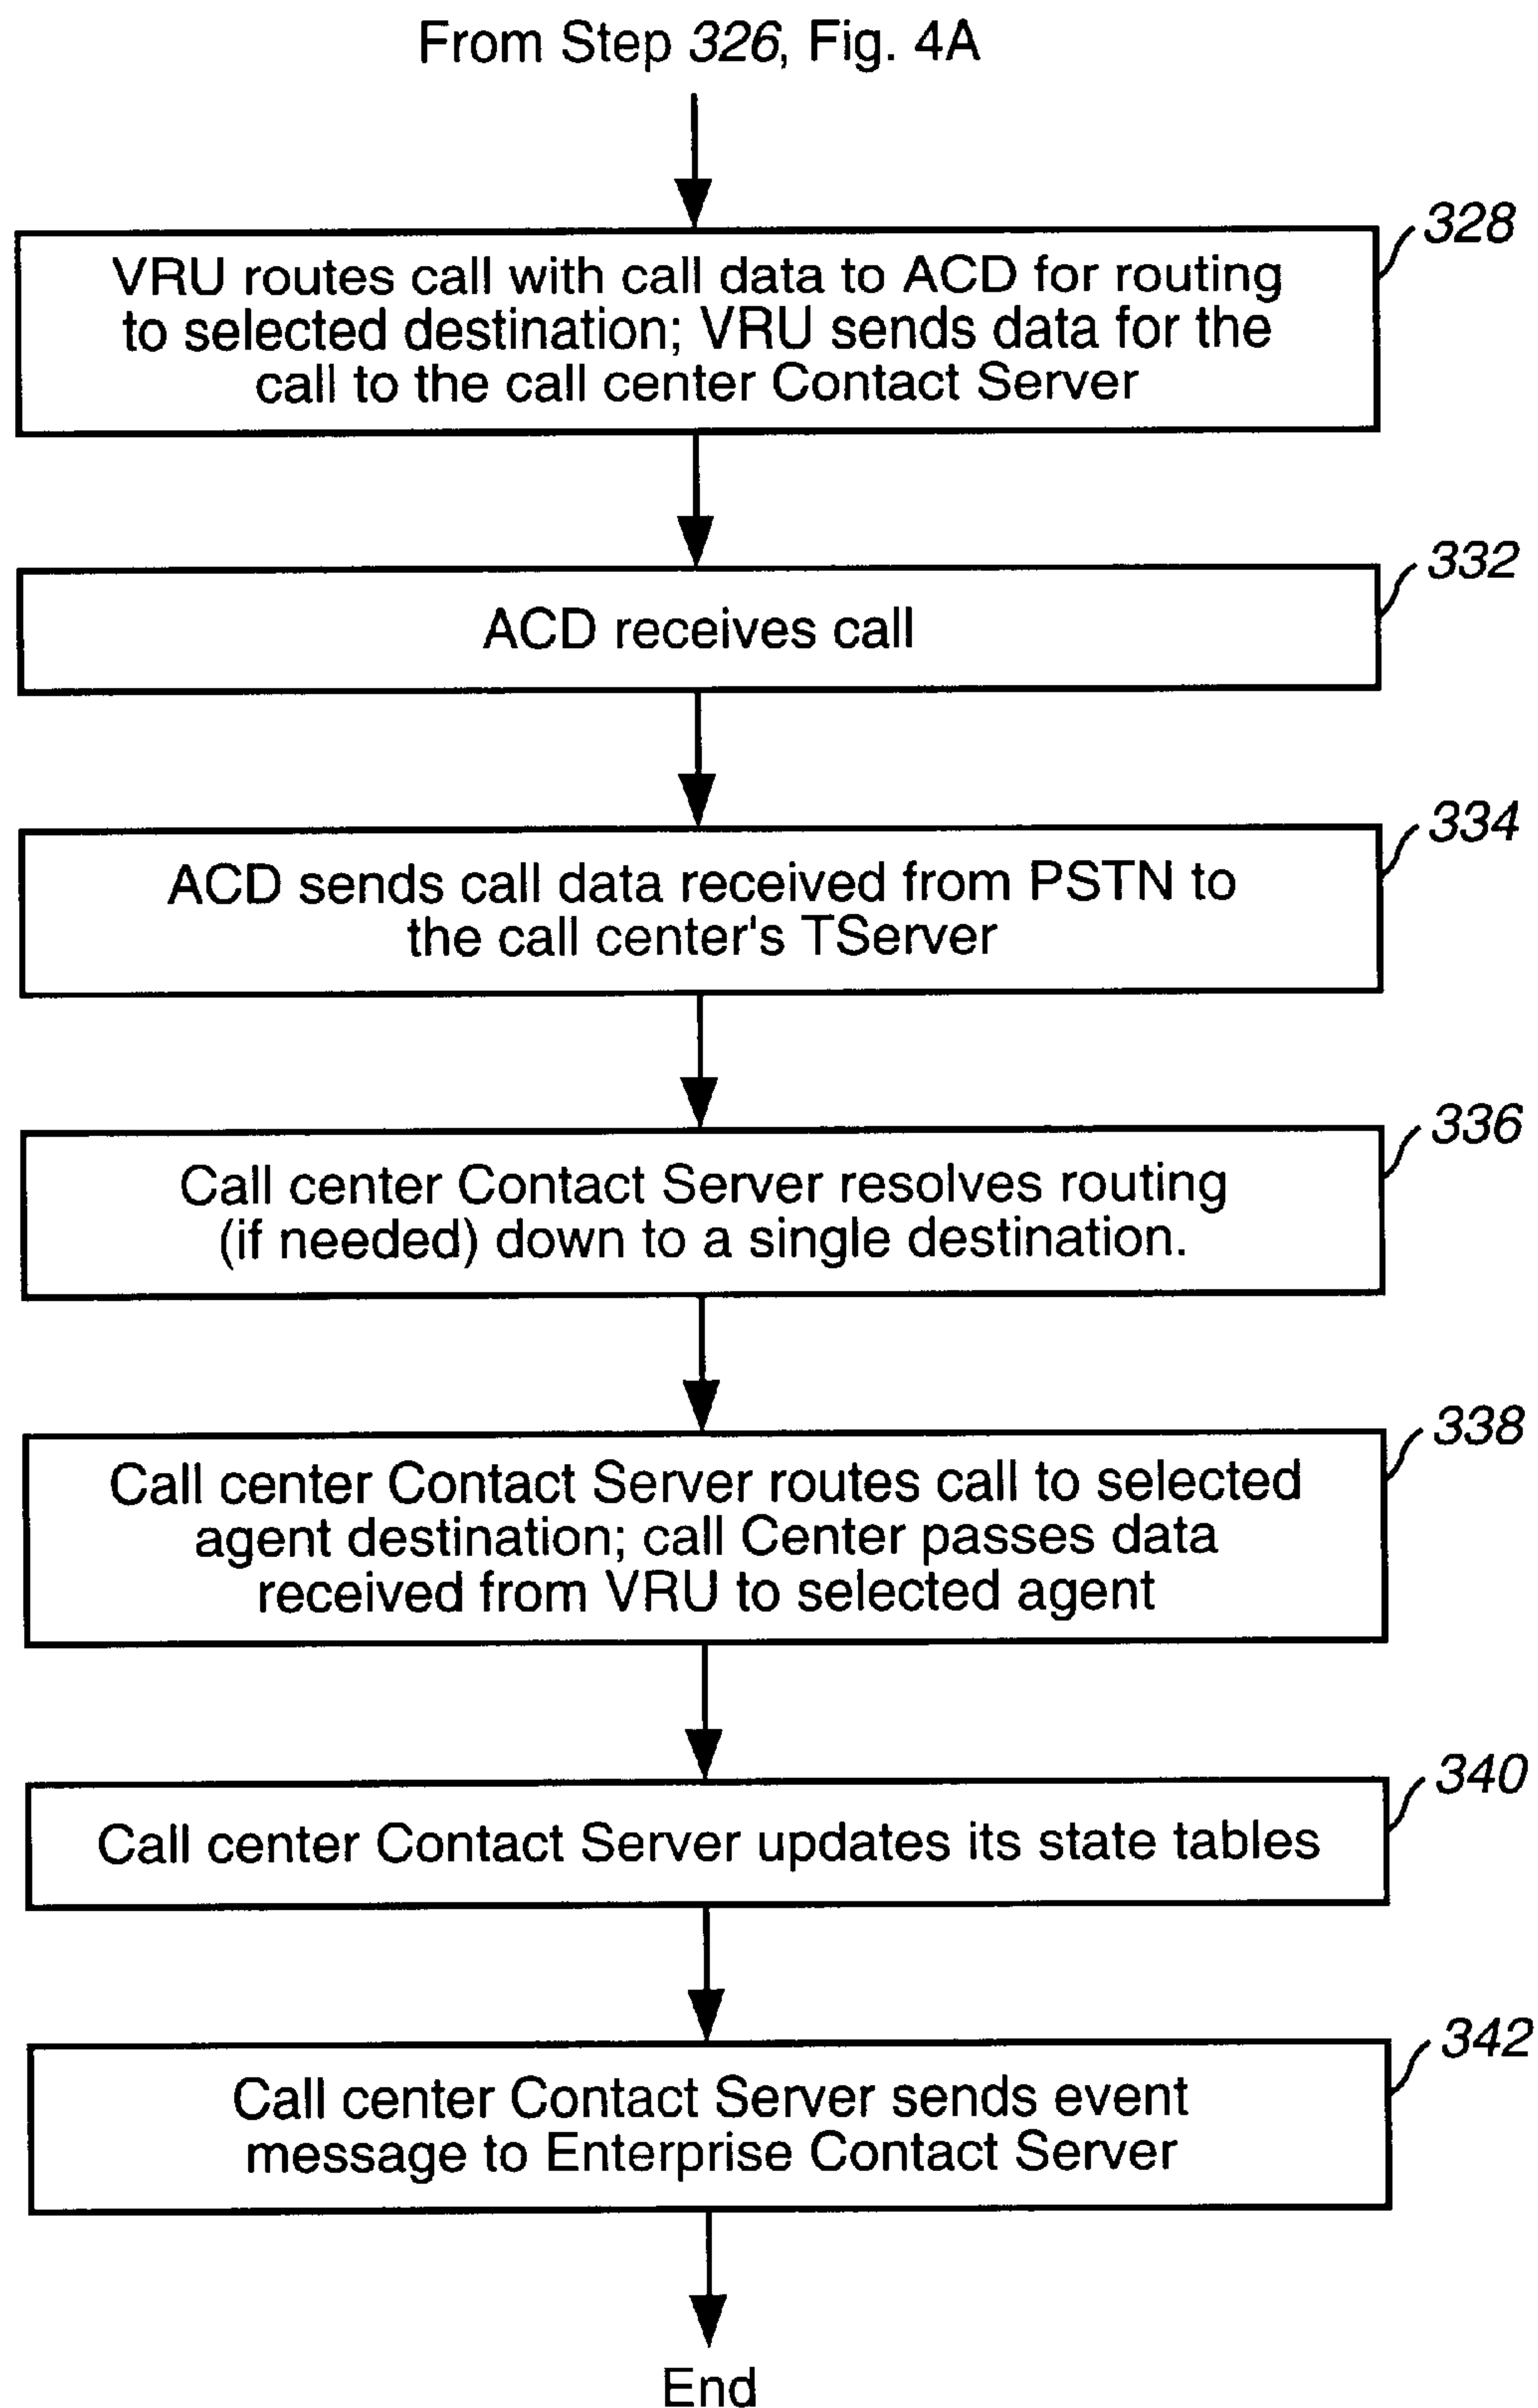 From Step 326, Fig. 4A
328
VRU routes call with call data to ACD for routing
to selected destination; VRU sends data for the
call to the call center Contact Server
332
ACD receives call
334
ACD sends call data received from PSTN to
the call center's TServer
336
Call center Contact Server resolves routing
(if needed) down to a single destination.
338
Call center Contact Server routes call to selected
agent destination; call Center passes data
received from VRU to selected agent
340
Call center Contact Server updates its state tables
342
Call center Contact Server sends event
message to Enterprise Contact Server
End